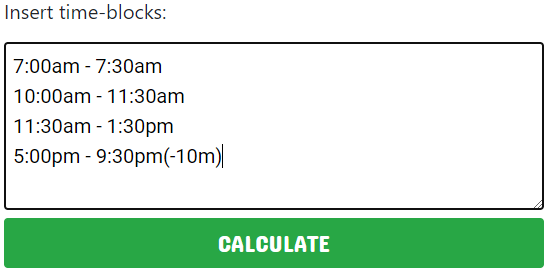 Insert time-blocks:
7:00am - 7:30am
10:00am - 11:30am
11:30am - 1:30pm
5:00pm - 9:30pm(-10m)
CALCULATE